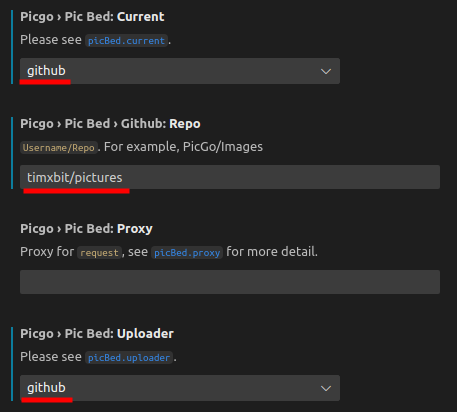 Picgo › Pic Bed: Current
Please see picBed.current.
github
Picgo › Pic Bed › Github: Repo
Username/Repo. For example, PicGo/Images
timxbit/pictures
Picgo › Pic Bed: Proxy
Proxy for request, see picBed.proxy for more detail.
Picgo › Pic Bed: Uploader
Please see picBed.uploader.
github